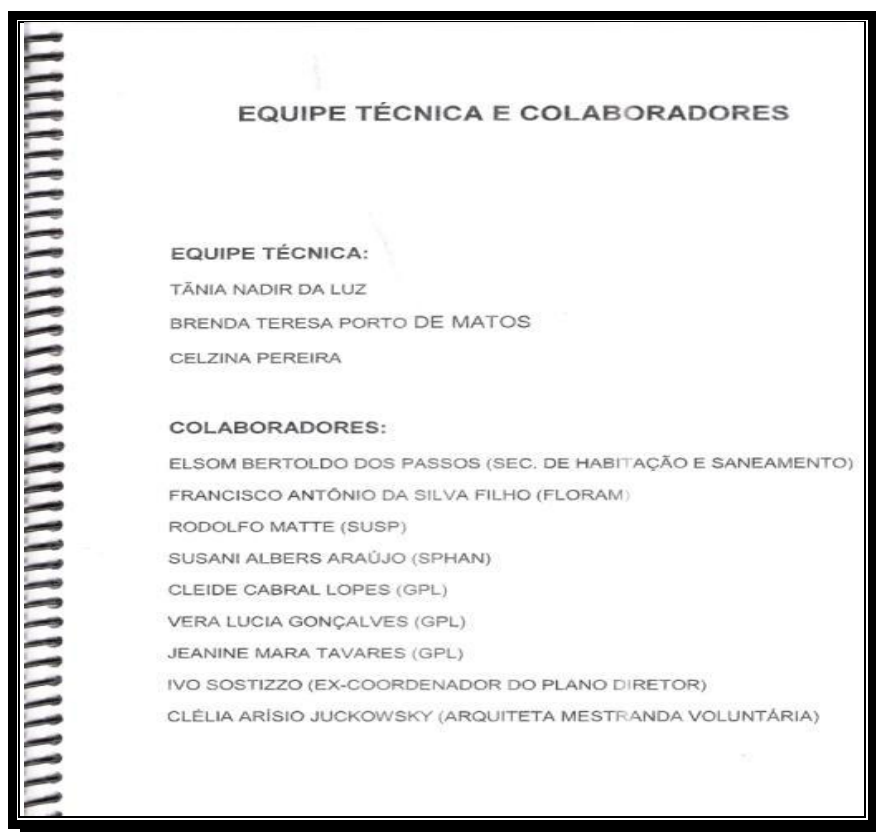 EQUIPE TÉCNICA E COLABORADORES
EQUIPE TÉCNICA:
TÂNIA NADIR DA LUZ
BRENDA TERESA PORTO DE MATOS
CELZINA PEREIRA
COLABORADORES:
ELSOM BERTOLDO DOS PASSOS (SEC. DE HABITAÇÃO E SANEAMENTO)
FRANCISCO ANTÔNIO DA SILVA FILHO (FLORAM)
RODOLFO MATTE (SUSP)
SUSANI ALBERS ARAÚJO (SPHAN)
CLEIDE CABRAL LOPES (GPL)
VERA LUCIA GONÇALVES (GPL)
JEANINE MARA TAVARES (GPL)
IVO SOSTIZZO (EX-COORDENADOR DO PLANO DIRETOR)
CLÉLIA ARÍSIO JUCKOWSKY (ARQUITETA MESTRANDA VOLUNTÁRIA)